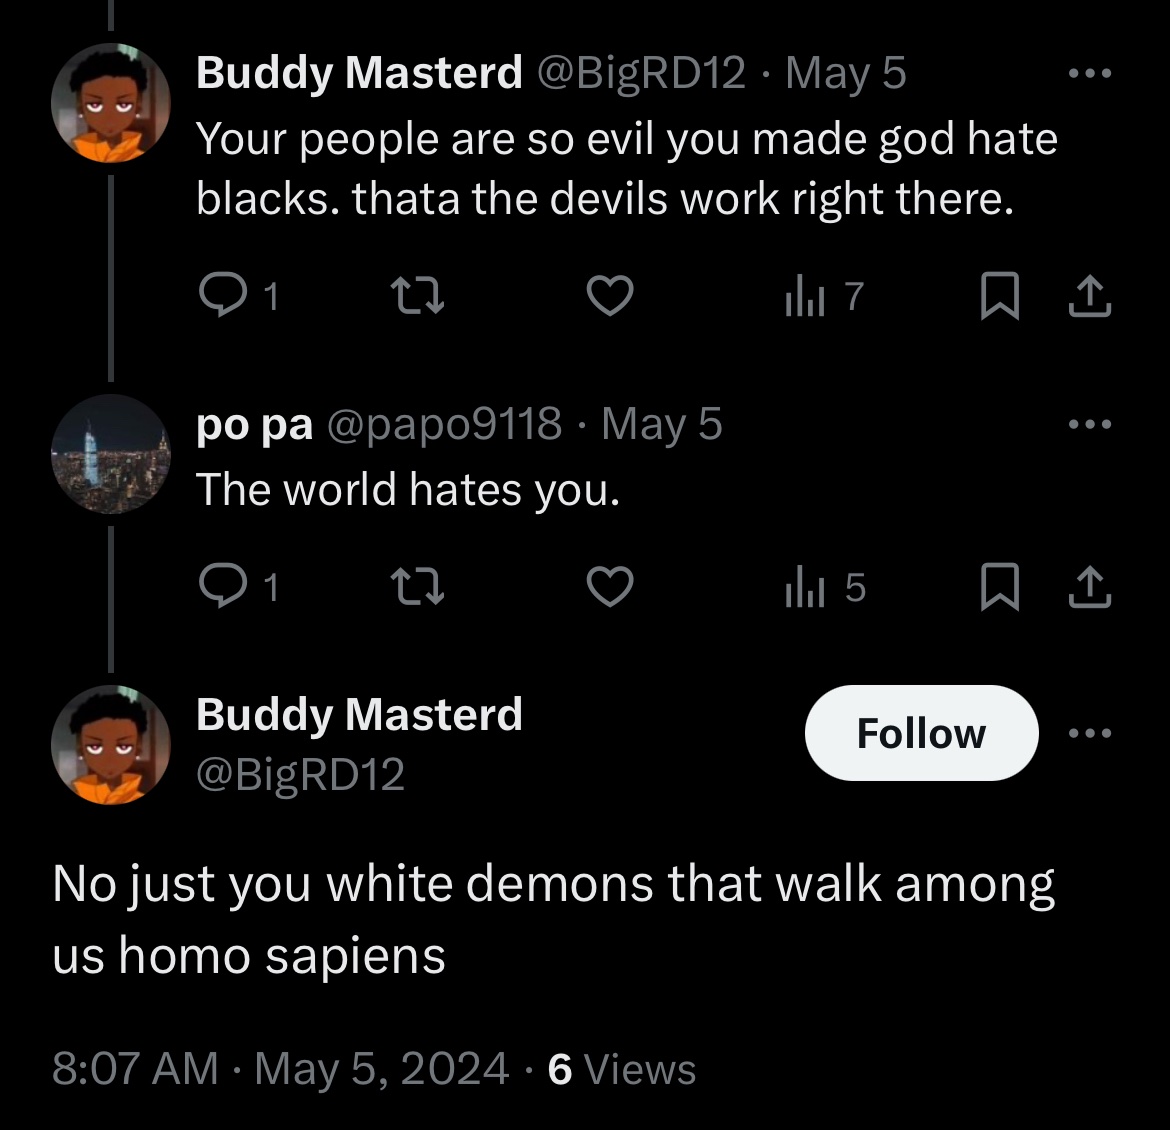 Buddy Masterd @BigRD12 · May 5
Your people are so evil you made god hate
blacks. thata the devils work right there.
1 7
po pa @papo9118 · May 5
The world hates you.
1 5
Buddy Masterd
@BigRD12
Follow
No just you white demons that walk among
us homo sapiens
8:07 AM · May 5, 2024 · 6 Views